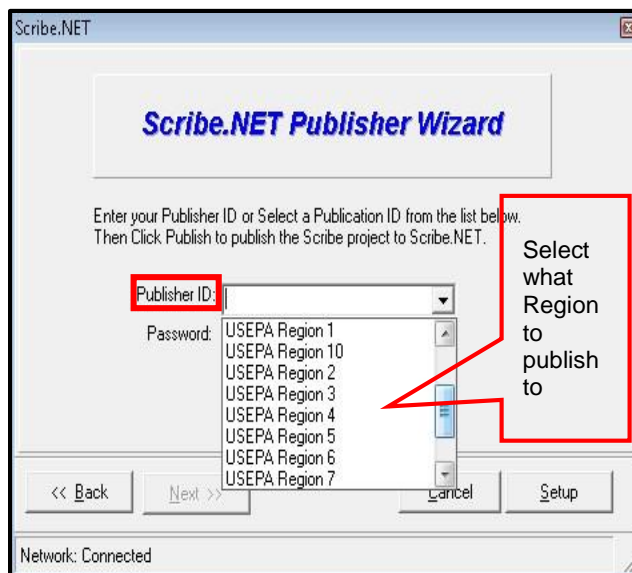 Scribe.NET
Scribe.NET Publisher Wizard
Enter your Publisher ID or Select a Publication ID from the list below.
Then Click Publish to publish the Scribe project to Scribe.NET.
Publisher ID:
Password:
USEPA Region 1
USEPA Region 10
USEPA Region 2
USEPA Region 3
USEPA Region 4
USEPA Region 5
USEPA Region 6
USEPA Region 7
Select
what
Region
to
publish
to
<< Back
Next >>
Cancel
Setup
Network: Connected